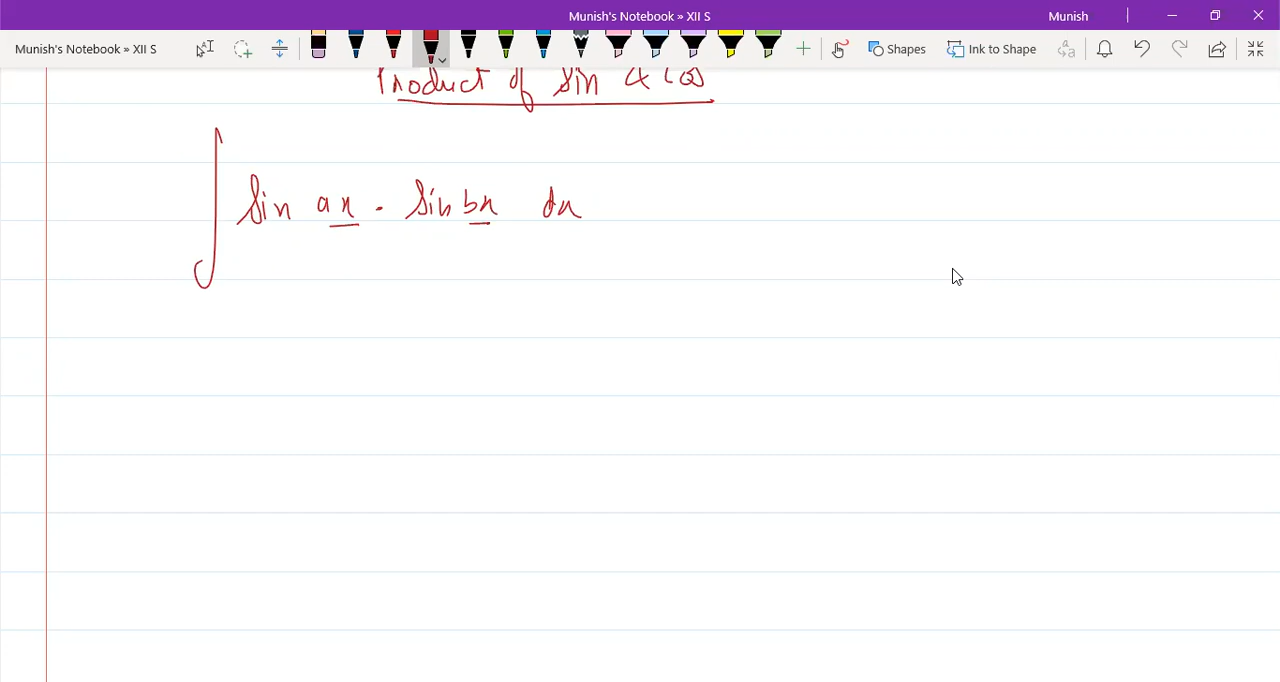 Munish's Notebook » XII S
Munish
Munish's Notebook » XII S
Shapes
Ink to Shape
Product of Sin & Cos
∫ Sin ax . Sin bx dx